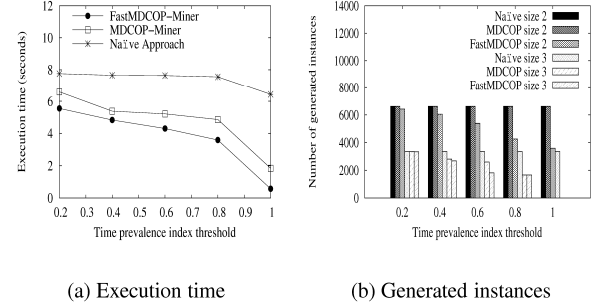 Execution time (seconds)
12
10
8
6
4
2
0
FastMDCOP-Miner
MDCOP-Miner
Naïve Approach
0.2 0.3 0.4 0.5 0.6 0.7 0.8 0.9 1
Time prevalence index threshold
(a) Execution time
Number of generated instances
14000
12000
10000
8000
6000
4000
2000
0
Naïve size 2
MDCOP size 2
FastMDCOP size 2
Naïve size 3
MDCOP size 3
FastMDCOP size 3
0.2 0.4 0.6 0.8 1
Time prevalence index threshold
(b) Generated instances